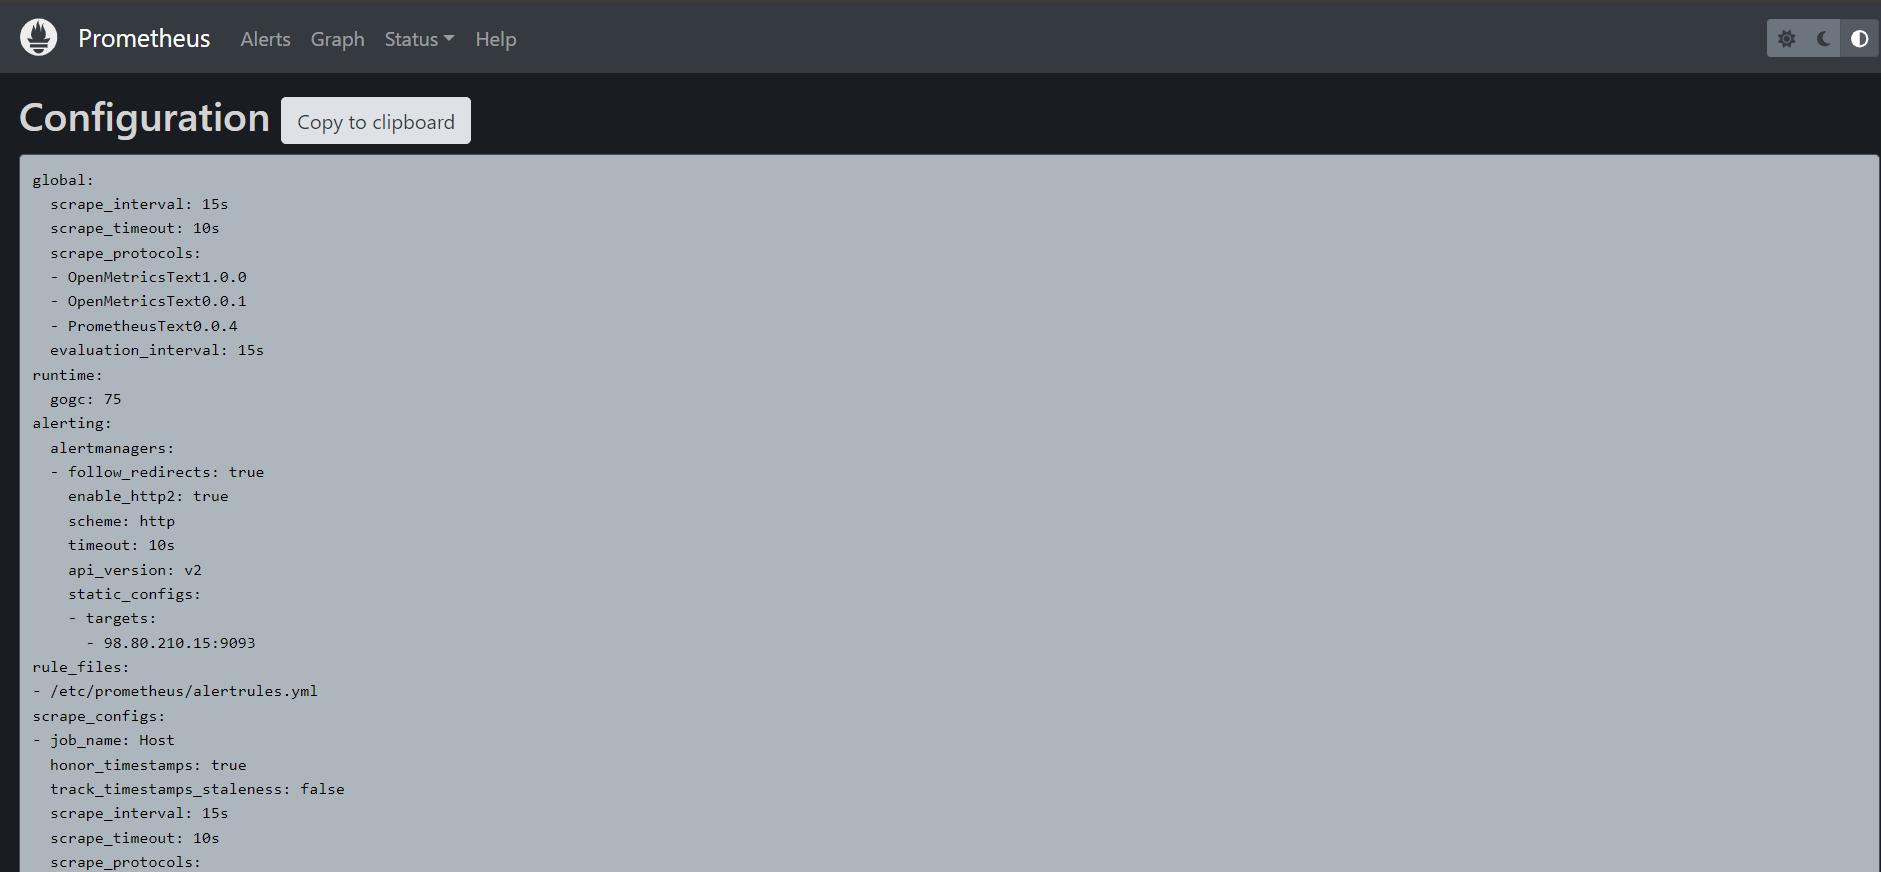 Prometheus Alerts Graph Status Help
Configuration Copy to clipboard
global:
  scrape_interval: 15s
  scrape_timeout: 10s
  scrape_protocols:
  - OpenMetricsText1.0.0
  - OpenMetricsText0.0.1
  - PrometheusText0.0.4
  evaluation_interval: 15s
runtime:
  gogc: 75
alerting:
  alertmanagers:
  - follow_redirects: true
    enable_http2: true
    scheme: http
    timeout: 10s
    api_version: v2
    static_configs:
    - targets:
      - 98.80.210.15:9093
rule_files:
- /etc/prometheus/alertrules.yml
scrape_configs:
- job_name: Host
  honor_timestamps: true
  track_timestamps_staleness: false
  scrape_interval: 15s
  scrape_timeout: 10s
  scrape_protocols: